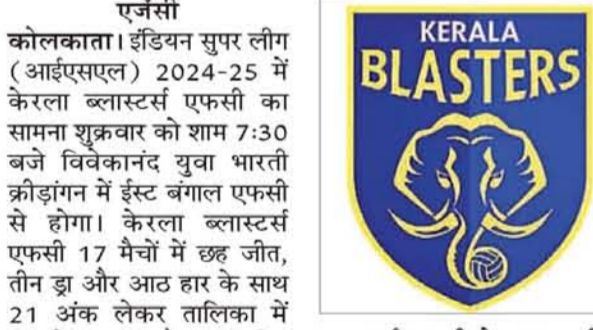 एजेंसी
कोलकाता। इंडियन सुपर लीग
(आईएसएल) 2024-25 में
केरला ब्लास्टर्स एफसी का
सामना शुक्रवार को शाम 7:30
बजे विवेकानंद युवा भारती
क्रीड़ांगन में ईस्ट बंगाल एफसी
से होगा। केरला ब्लास्टर्स
एफसी 17 मैचों में छह जीत,
तीन ड्रा और आठ हार के साथ
21 अंक लेकर तालिका में
KERALA
BLASTERS